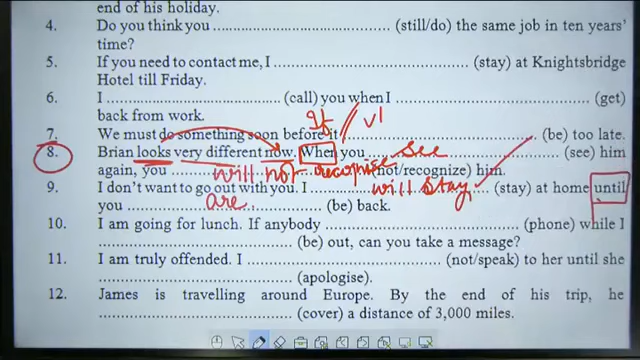 end of his holiday.
4. Do you think you ........................ (still/do) the same job in ten years'
time?
5. If you need to contact me, I ........................ (stay) at Knightsbridge
Hotel till Friday.
6. I ........................ (call) you when I ........................ (get)
back from work.
If v1
7. We must do something soon before it ........................ (be) too late.
8. Brian looks very different now. When you ........ see ........ (see) him
again, you ........ will not recognise ........ (not/recognize) him.
9. I don't want to go out with you. I ........ will stay ........ (stay) at home until
you ........ are ........ (be) back.
10. I am going for lunch. If anybody ........................ (phone) while I
........................ (be) out, can you take a message?
11. I am truly offended. I ........................ (not/speak) to her until she
........................ (apologise).
12. James is travelling around Europe. By the end of his trip, he
........................ (cover) a distance of 3,000 miles.